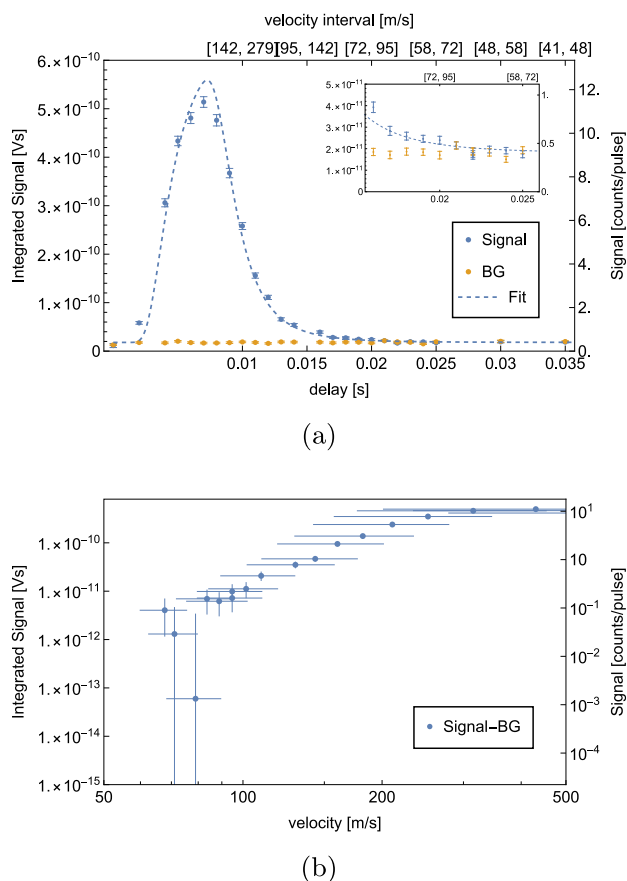 velocity interval [m/s]
(a)
[142, 279] [95, 142] [72, 95] [58, 72] [48, 58] [41, 48]
6.×10⁻¹⁰
5.×10⁻¹⁰
4.×10⁻¹⁰
3.×10⁻¹⁰
2.×10⁻¹⁰
1.×10⁻¹⁰
0
Integrated Signal [Vs]
[72, 95] [58, 72]
5.×10⁻¹¹
4.×10⁻¹¹
3.×10⁻¹¹
2.×10⁻¹¹
1.×10⁻¹¹
0
1.
0.5
0.
0.02 0.025
Signal
BG
Fit
12.
10.
8.
6.
4.
2.
0.
Signal [counts/pulse]
0.01 0.015 0.020 0.025 0.030 0.035
delay [s]
(a)
Integrated Signal [Vs]
1.×10⁻¹⁰
1.×10⁻¹¹
1.×10⁻¹²
1.×10⁻¹³
1.×10⁻¹⁴
1.×10⁻¹⁵
10¹
10⁰
10⁻¹
10⁻²
10⁻³
10⁻⁴
Signal [counts/pulse]
Signal–BG
50 100 200 500
velocity [m/s]
(b)